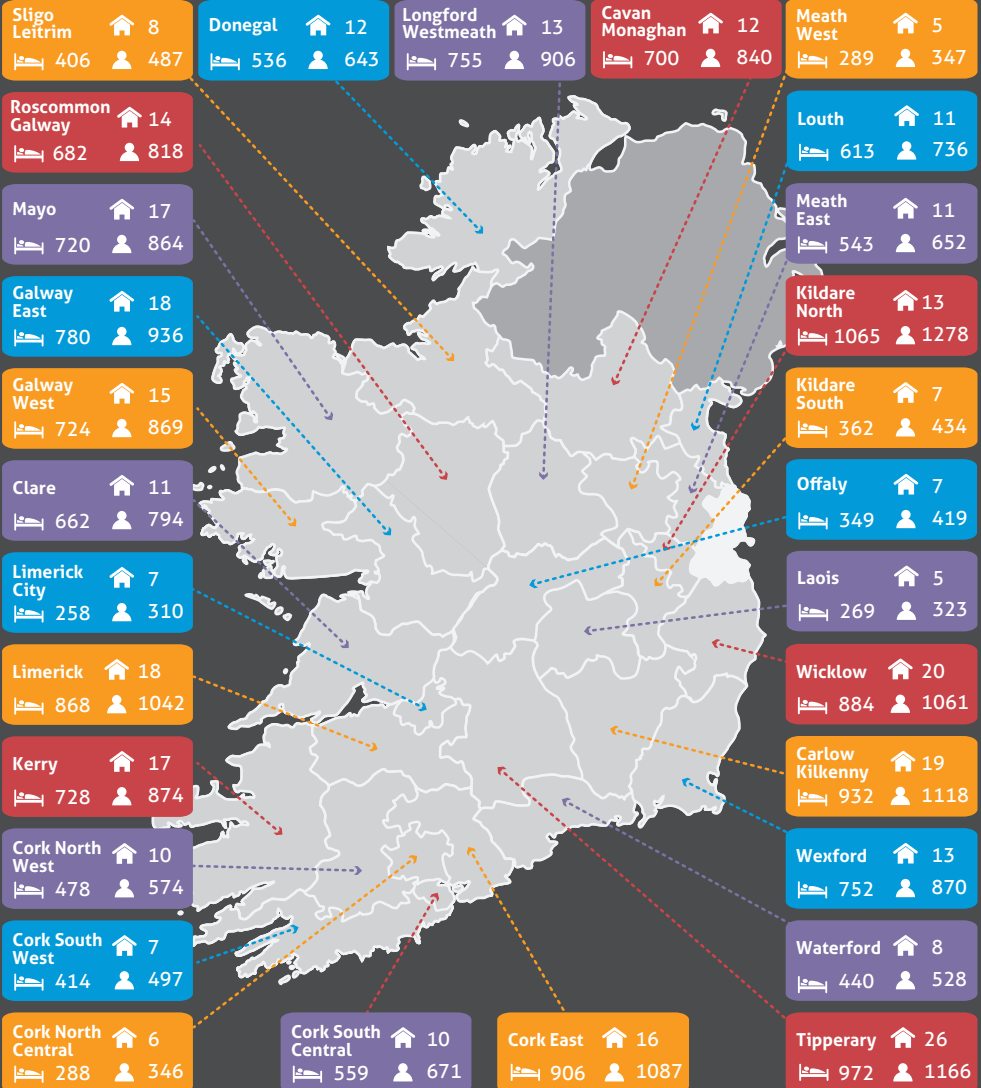 Sligo
Leitrim 8
406 487
Donegal 12
536 643
Longford
Westmeath 13
755 906
Cavan
Monaghan 12
700 840
Meath
West 5
289 347
Roscommon
Galway 14
682 818
Louth 11
613 736
Mayo 17
720 864
Meath
East 11
543 652
Galway
East 18
780 936
Kildare
North 13
1065 1278
Galway
West 15
724 869
Kildare
South 7
362 434
Clare 11
662 794
Offaly 7
349 419
Limerick
City 7
258 310
Laois 5
269 323
Limerick 18
868 1042
Wicklow 20
884 1061
Kerry 17
728 874
Carlow
Kilkenny 19
932 1118
Cork North
West 10
478 574
Wexford 13
752 870
Cork South
West 7
414 497
Waterford 8
440 528
Cork North
Central 6
288 346
Cork South
Central 10
559 671
Cork East 16
906 1087
Tipperary 26
972 1166